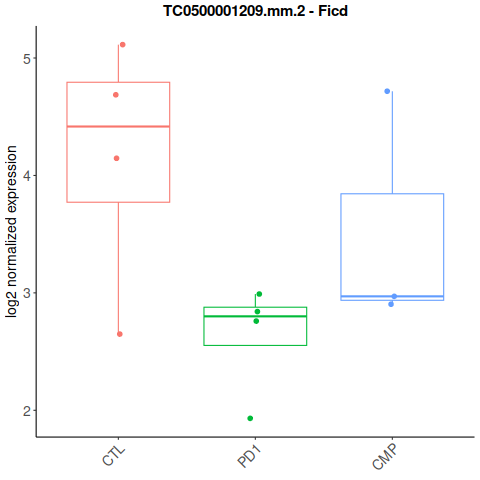 TC0500001209.mm.2 - Ficd
log2 normalized expression
5
4
3
2
CTL
PD1
CMP